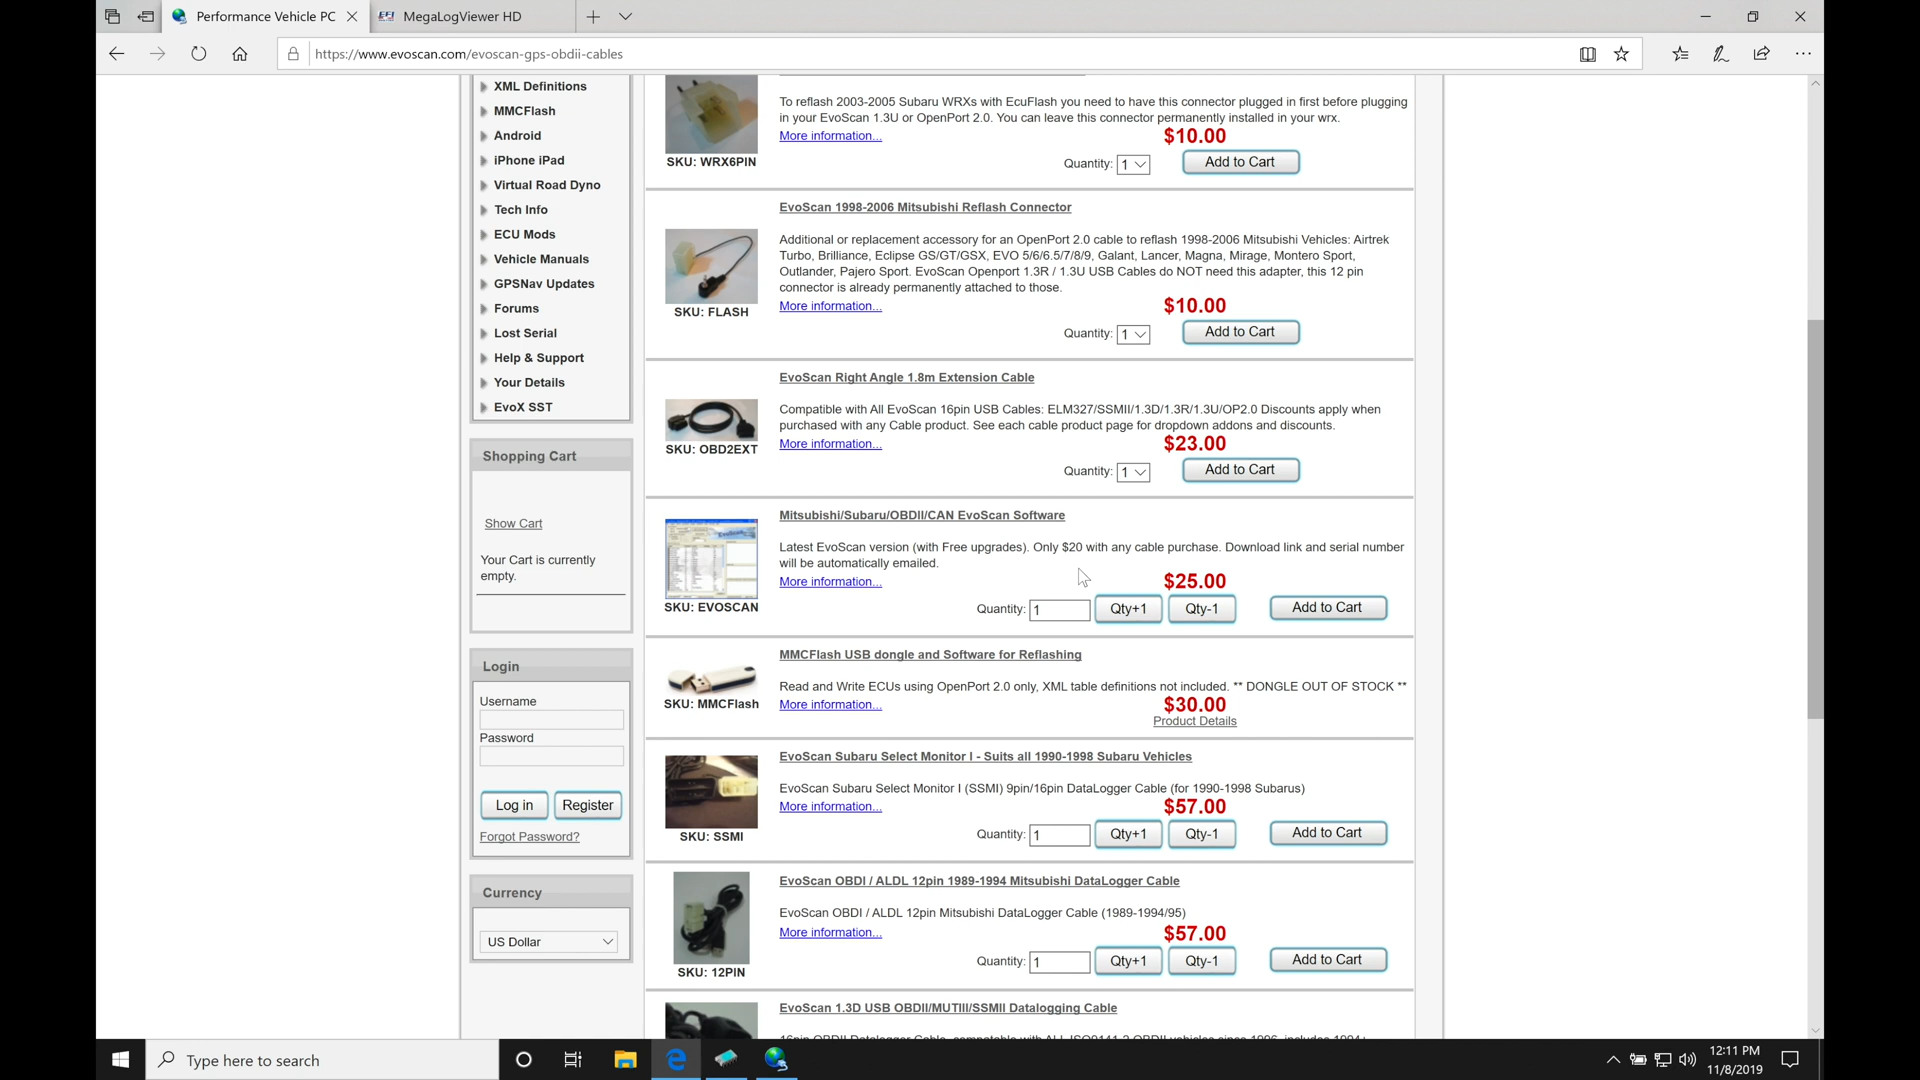 Performance Vehicle PC
EFI MegaLogViewer HD
https://www.evoscan.com/evoscan-gps-obdii-cables
XML Definitions
MMCFlash
Android
iPhone iPad
Virtual Road Dyno
Tech Info
ECU Mods
Vehicle Manuals
GPSNav Updates
Forums
Lost Serial
Help & Support
Your Details
EvoX SST
Shopping Cart
Show Cart
Your Cart is currently
empty.
Login
Username
Password
Log in Register
Forgot Password?
Currency
US Dollar
To reflash 2003-2005 Subaru WRXs with EcuFlash you need to have this connector plugged in first before plugging
in your EvoScan 1.3U or OpenPort 2.0. You can leave this connector permanently installed in your wrx.
More information... $10.00
SKU: WRX6PIN
Quantity: 1 Add to Cart
EvoScan 1998-2006 Mitsubishi Reflash Connector
Additional or replacement accessory for an OpenPort 2.0 cable to reflash 1998-2006 Mitsubishi Vehicles: Airtrek
Turbo, Brilliance, Eclipse GS/GT/GSX, EVO 5/6/6.5/7/8/9, Galant, Lancer, Magna, Mirage, Montero Sport,
Outlander, Pajero Sport. EvoScan Openport 1.3R / 1.3U USB Cables do NOT need this adapter, this 12 pin
connector is already permanently attached to those.
More information... $10.00
SKU: FLASH
Quantity: 1 Add to Cart
EvoScan Right Angle 1.8m Extension Cable
Compatible with All EvoScan 16pin USB Cables: ELM327/SSMII/1.3D/1.3R/1.3U/OP2.0 Discounts apply when
purchased with any Cable product. See each cable product page for dropdown addons and discounts.
More information... $23.00
SKU: OBD2EXT
Quantity: 1 Add to Cart
Mitsubishi/Subaru/OBDII/CAN EvoScan Software
Latest EvoScan version (with Free upgrades). Only $20 with any cable purchase. Download link and serial number
will be automatically emailed.
More information... $25.00
SKU: EVOSCAN
Quantity: 1 Qty+1 Qty-1 Add to Cart
MMCFlash USB dongle and Software for Reflashing
Read and Write ECUs using OpenPort 2.0 only, XML table definitions not included. ** DONGLE OUT OF STOCK **
SKU: MMCFlash More information... $30.00
Product Details
EvoScan Subaru Select Monitor I - Suits all 1990-1998 Subaru Vehicles
EvoScan Subaru Select Monitor I (SSMI) 9pin/16pin DataLogger Cable (for 1990-1998 Subarus)
More information... $57.00
SKU: SSMI
Quantity: 1 Qty+1 Qty-1 Add to Cart
EvoScan OBDI / ALDL 12pin 1989-1994 Mitsubishi DataLogger Cable
EvoScan OBDI / ALDL 12pin Mitsubishi DataLogger Cable (1989-1994/95)
More information... $57.00
Quantity: 1 Qty+1 Qty-1 Add to Cart
SKU: 12PIN
EvoScan 1.3D USB OBDII/MUTIII/SSMII Datalogging Cable
Type here to search
12:11 PM
11/8/2019